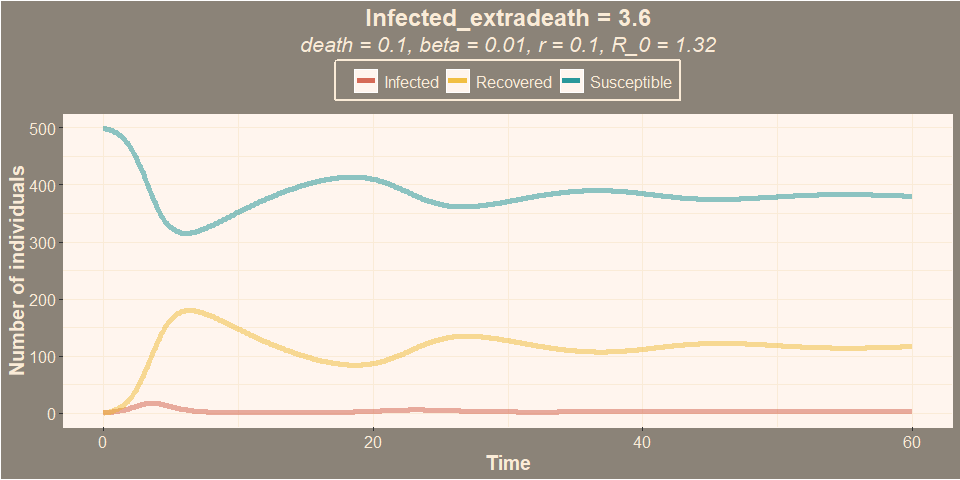 Infected_extradeath = 3.6
death = 0.1, beta = 0.01, r = 0.1, R_0 = 1.32
Infected Recovered Susceptible
Number of individuals
500
400
300
200
100
0
0 20 40 60
Time